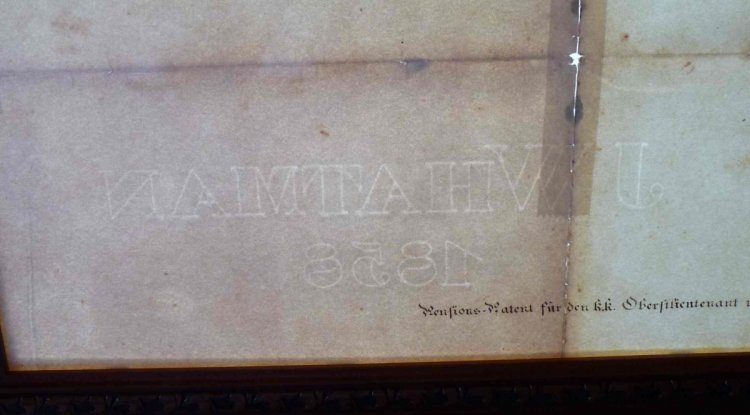 J WHATMAN
1856
Pensions-Patent für den k.k. Oberstlieutenant